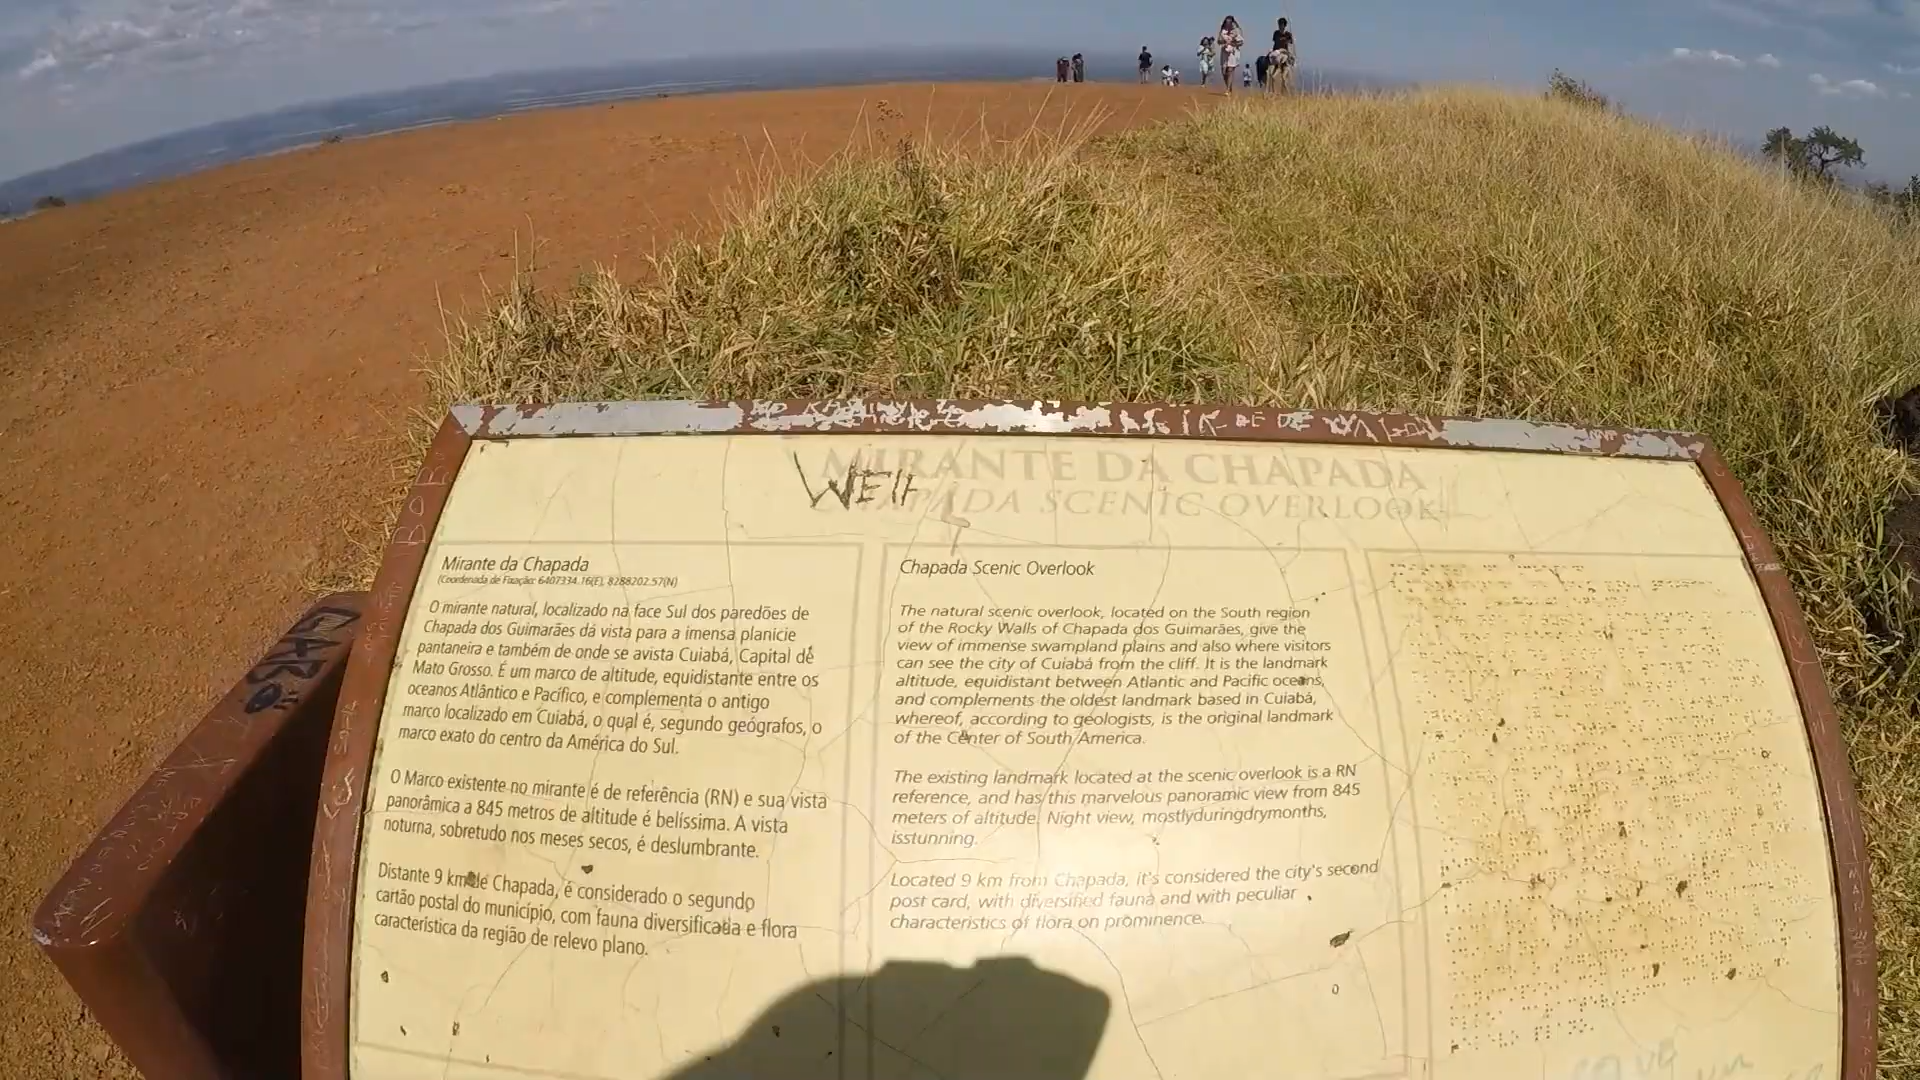 MIRANTE DA CHAPADA
WEIF
SCENIC OVERLOOK
Mirante da Chapada
(Coordenada de Fixação: 6407334.16(E), 8288202.57(N)
O mirante natural, localizado na face Sul dos paredões de
Chapada dos Guimarães dá vista para a imensa planicie
pantaneira e também de onde se avista Cuiabá, Capital de
Mato Grosso. É um marco de altitude, equidistante entre os
oceanos Atlântico e Pacífico, e complementa o antigo
marco localizado em Cuiabá, o qual é, segundo geógrafos, o
marco exato do centro da América do Sul.
O Marco existente no mirante é de referência (RN) e sua vista
panorâmica a 845 metros de altitude é belíssima. A vista
noturna, sobretudo nos meses secos, é deslumbrante.
Distante 9 km de Chapada, é considerado o segundo
cartão postal do município, com fauna diversificada e flora
característica da região de relevo plano.
Chapada Scenic Overlook
The natural scenic overlook, located on the South region
of the Rocky Walls of Chapada dos Guimarães, give the
view of immense swampland plains and also where visitors
can see the city of Cuiabá from the cliff. It is the landmark
altitude, equidistant between Atlantic and Pacific oceans,
and complements the oldest landmark based in Cuiabá,
whereof, according to geologists, is the original landmark
of the Center of South America.
The existing landmark located at the scenic overlook is a RN
reference, and has this marvelous panoramic view from 845
meters of altitude. Night view, mostlyduringdrymonths,
isstunning.
Located 9 km from Chapada, it's considered the city's second
post card, with diversified fauna and with peculiar
characteristics of flora on prominence.